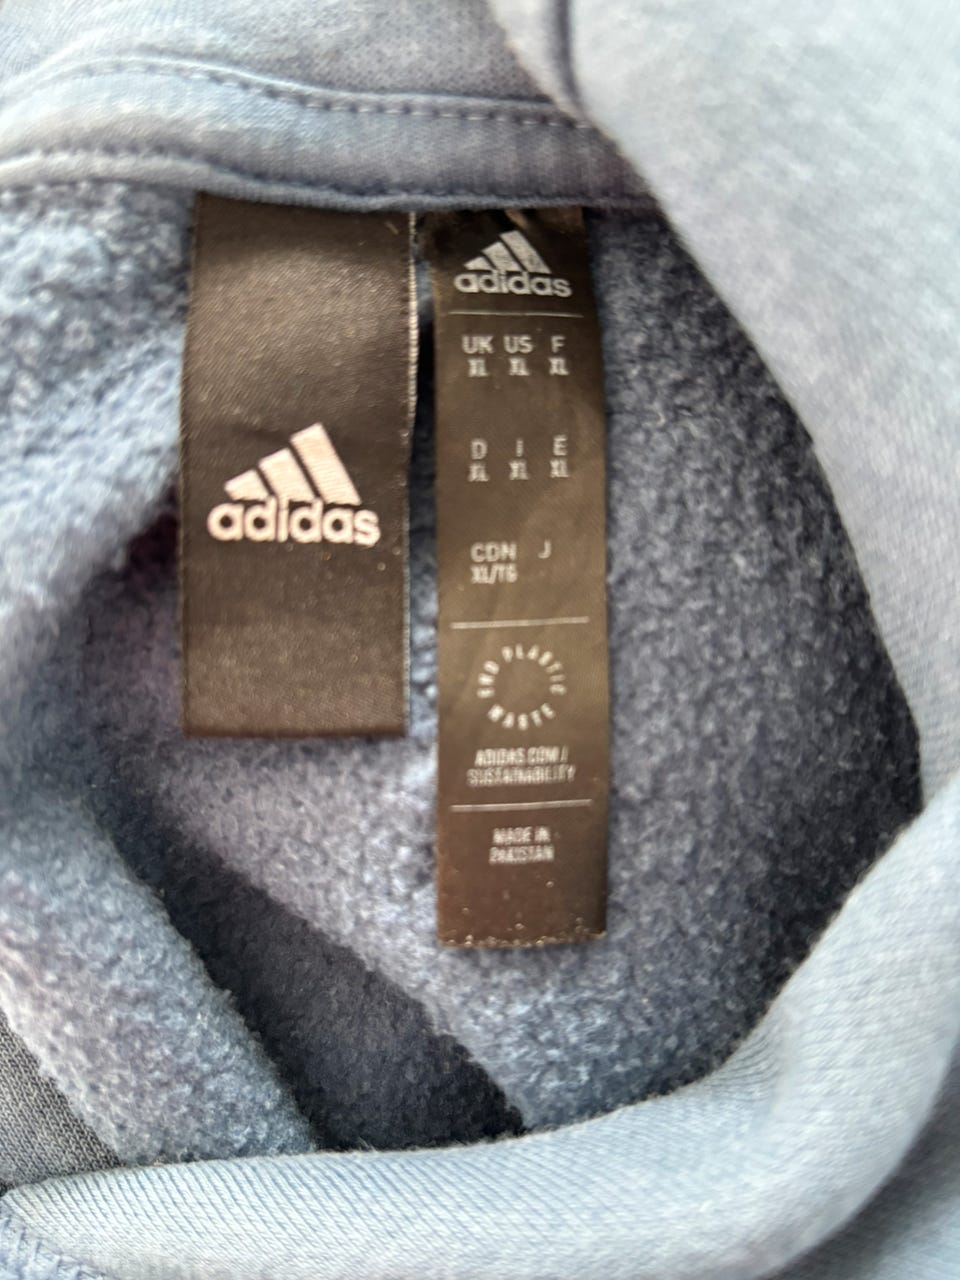 adidas
adidas
UK US F
XL XL XL
D I E
XL XL XL
CDN J
XL/TG
END PLASTIC WASTE
ADIDAS.COM/
SUSTAINABILITY
MADE IN
PAKISTAN